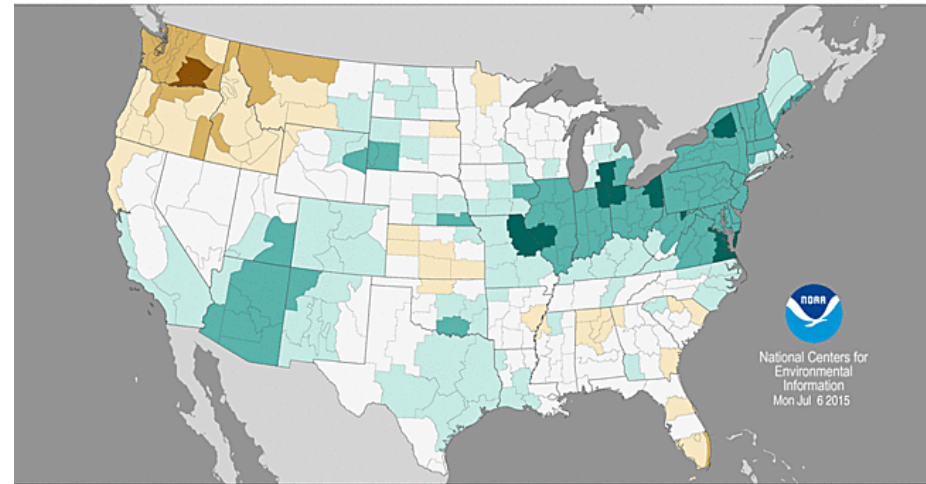 NOAA
National Centers for
Environmental
Information
Mon Jul 6 2015